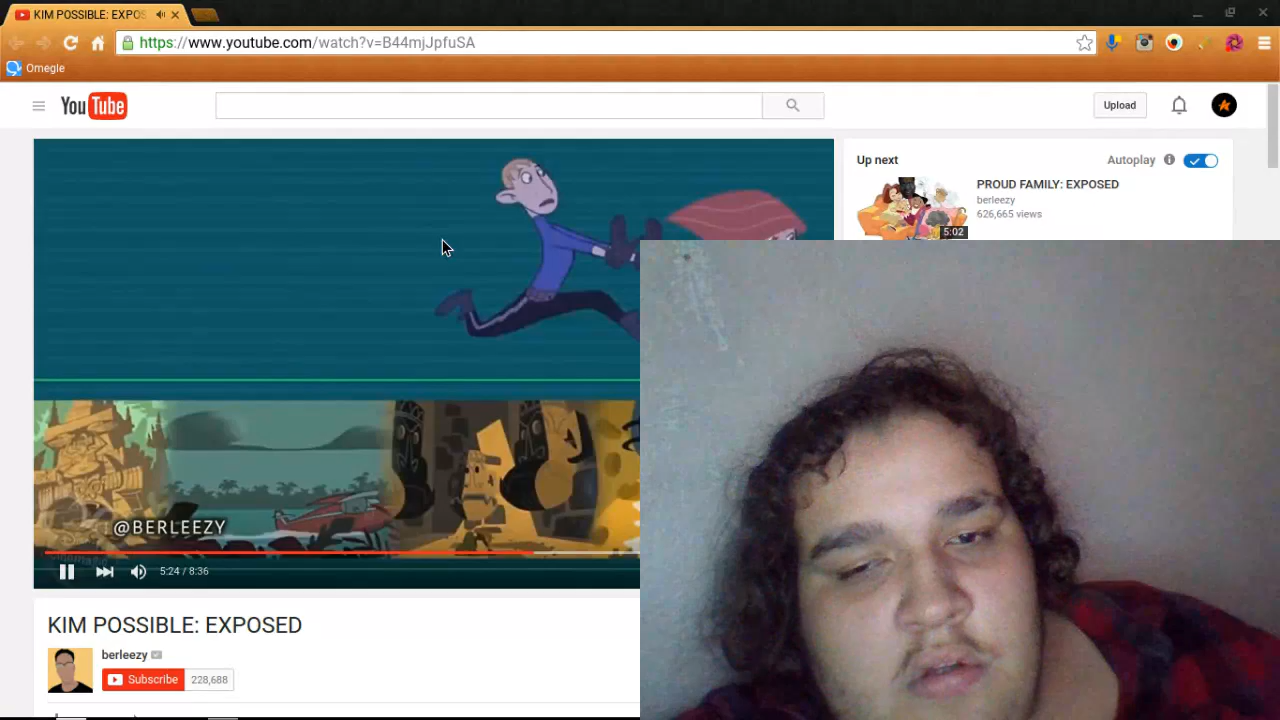 KIM POSSIBLE: EXPOS
https://www.youtube.com/watch?v=B44mjJpfuSA
Omegle
YouTube
Upload
Up next
Autoplay
PROUD FAMILY: EXPOSED
berleezy
626,665 views
5:02
@BERLEEZY
5:24 / 8:36
KIM POSSIBLE: EXPOSED
berleezy
Subscribe
228,688